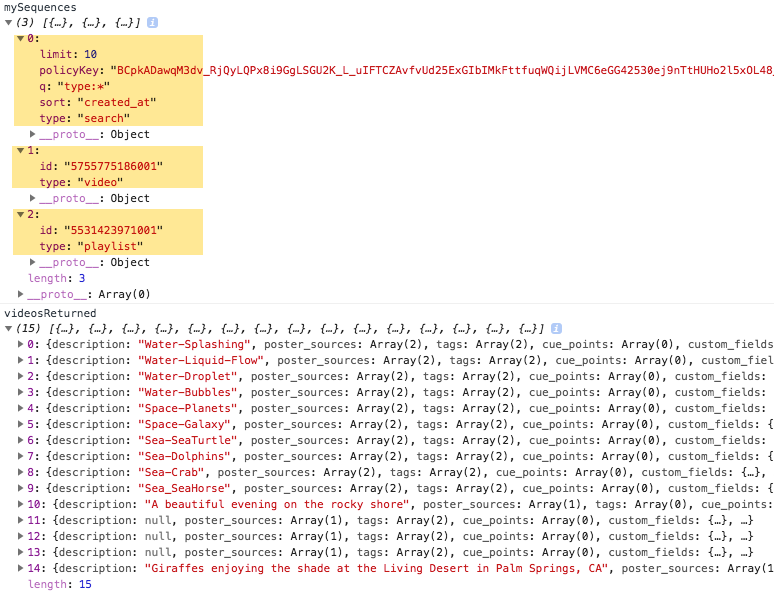 mySequences
(3) [{…}, {…}, {…}] i
0:
limit: 10
policyKey: "BCpkADawqM3dv_RjQyLQPx8i9GgLSGU2K_L_uIFTCZAvfvUd25ExGIbIMkFttfuqWQijLVMC6eGG42530ej9nTtHUHo2l5xOL48_
q: "type:*"
sort: "created_at"
type: "search"
__proto__: Object
1:
id: "5755775186001"
type: "video"
__proto__: Object
2:
id: "5531423971001"
type: "playlist"
__proto__: Object
length: 3
__proto__: Array(0)
videosReturned
(15) [{…}, {…}, {…}, {…}, {…}, {…}, {…}, {…}, {…}, {…}, {…}, {…}, {…}, {…}, {…}] i
0: {description: "Water-Splashing", poster_sources: Array(2), tags: Array(2), cue_points: Array(0), custom_fields
1: {description: "Water-Liquid-Flow", poster_sources: Array(2), tags: Array(2), cue_points: Array(0), custom_fiel
2: {description: "Water-Droplet", poster_sources: Array(2), tags: Array(2), cue_points: Array(0), custom_fields:
3: {description: "Water-Bubbles", poster_sources: Array(2), tags: Array(2), cue_points: Array(0), custom_fields:
4: {description: "Space-Planets", poster_sources: Array(2), tags: Array(2), cue_points: Array(0), custom_fields:
5: {description: "Space-Galaxy", poster_sources: Array(2), tags: Array(2), cue_points: Array(0), custom_fields: {
6: {description: "Sea-SeaTurtle", poster_sources: Array(2), tags: Array(2), cue_points: Array(0), custom_fields:
7: {description: "Sea-Dolphins", poster_sources: Array(2), tags: Array(2), cue_points: Array(0), custom_fields: {
8: {description: "Sea-Crab", poster_sources: Array(2), tags: Array(2), cue_points: Array(0), custom_fields: {…},
9: {description: "Sea_SeaHorse", poster_sources: Array(2), tags: Array(2), cue_points: Array(0), custom_fields: {
10: {description: "A beautiful evening on the rocky shore", poster_sources: Array(1), tags: Array(0), cue_points:
11: {description: null, poster_sources: Array(1), tags: Array(2), cue_points: Array(0), custom_fields: {…}, …}
12: {description: null, poster_sources: Array(1), tags: Array(2), cue_points: Array(0), custom_fields: {…}, …}
13: {description: null, poster_sources: Array(1), tags: Array(2), cue_points: Array(0), custom_fields: {…}, …}
14: {description: "Giraffes enjoying the shade at the Living Desert in Palm Springs, CA", poster_sources: Array(1
length: 15